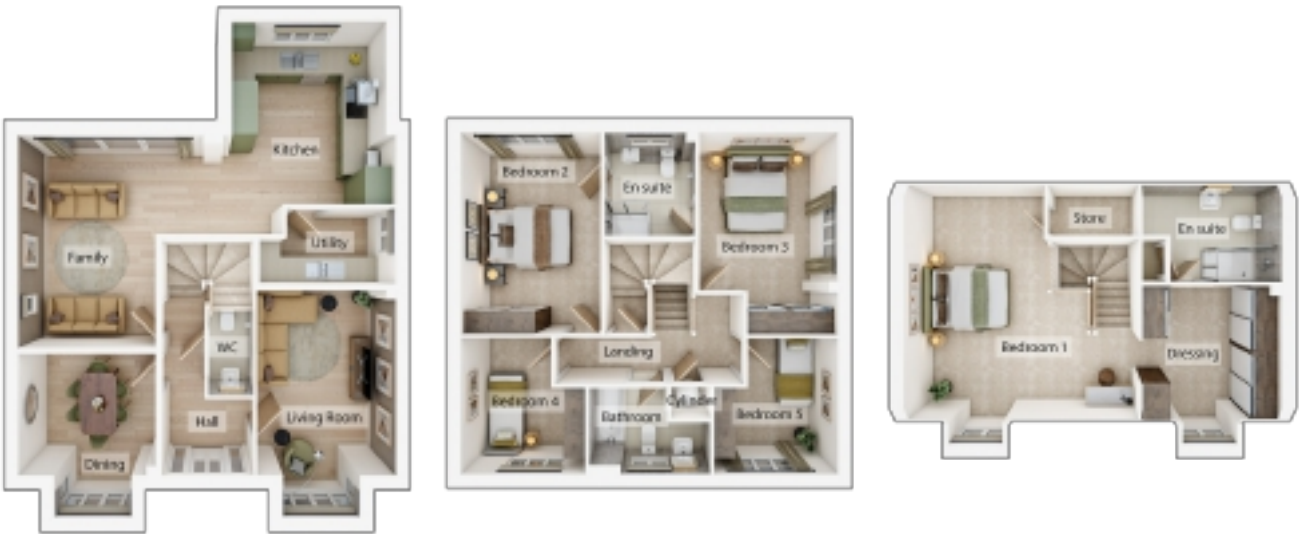 Kitchen
Utility
Family
WC
Living Room
Hall
Dining
Bedroom 2
En suite
Bedroom 3
Landing
Bedroom 4
Bathroom
Cylinder
Bedroom 5
Store
En suite
Bedroom 1
Dressing